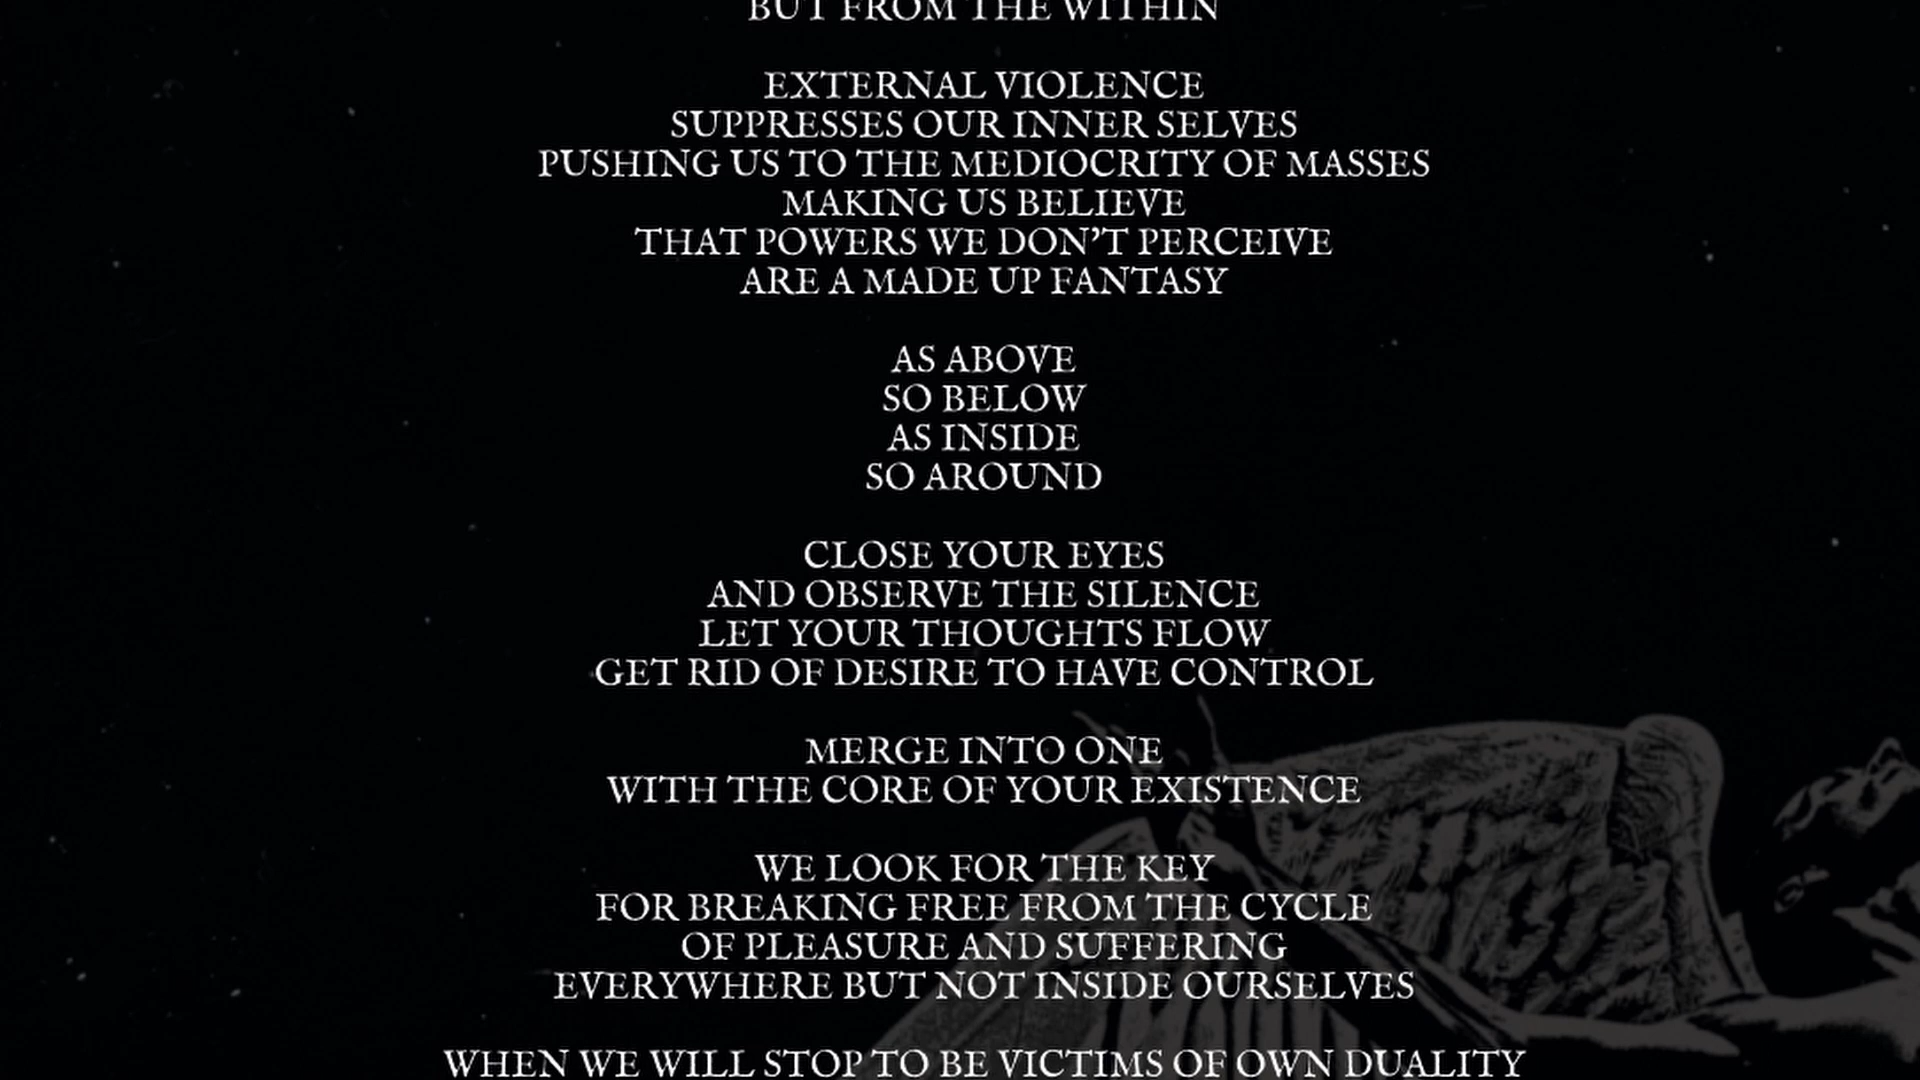 BUT FROM THE WITHIN
EXTERNAL VIOLENCE
SUPPRESSES OUR INNER SELVES
PUSHING US TO THE MEDIOCRITY OF MASSES
MAKING US BELIEVE
THAT POWERS WE DON'T PERCEIVE
ARE A MADE UP FANTASY
AS ABOVE
SO BELOW
AS INSIDE
SO AROUND
CLOSE YOUR EYES
AND OBSERVE THE SILENCE
LET YOUR THOUGHTS FLOW
GET RID OF DESIRE TO HAVE CONTROL
MERGE INTO ONE
WITH THE CORE OF YOUR EXISTENCE
WE LOOK FOR THE KEY
FOR BREAKING FREE FROM THE CYCLE
OF PLEASURE AND SUFFERING
EVERYWHERE BUT NOT INSIDE OURSELVES
WHEN WE WILL STOP TO BE VICTIMS OF OWN DUALITY